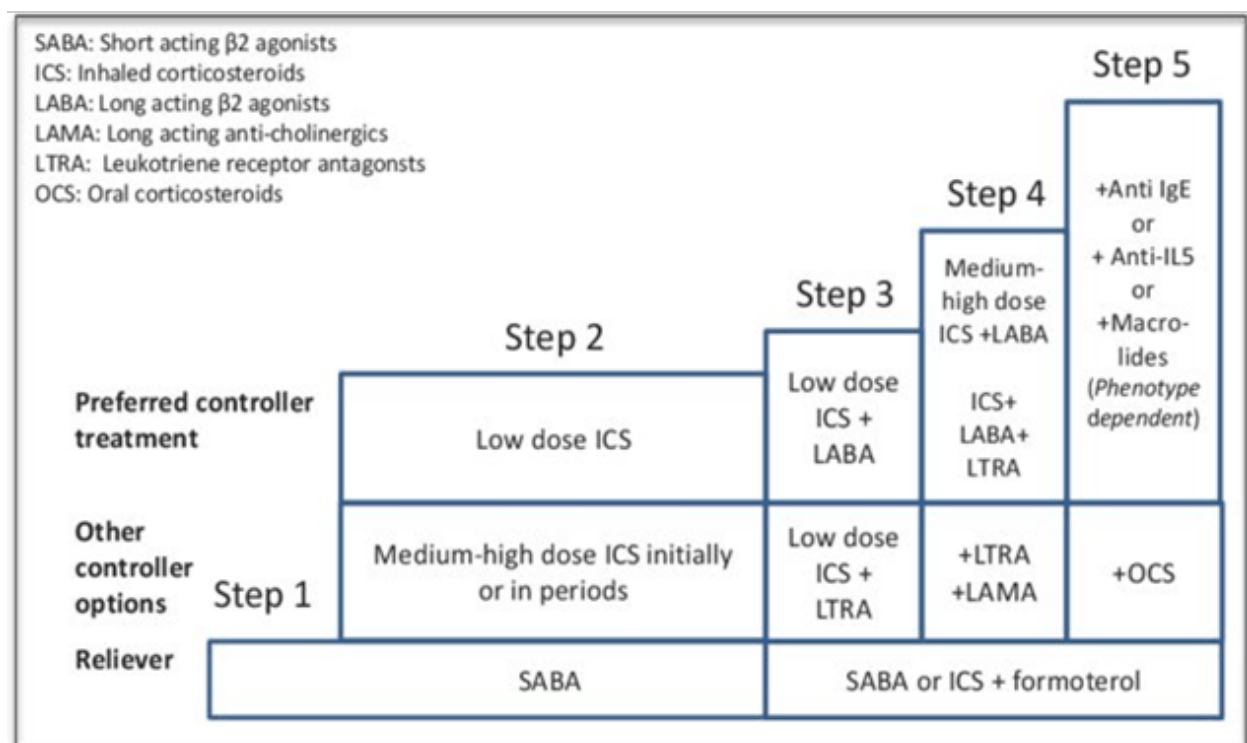 SABA: Short acting β2 agonists
ICS: Inhaled corticosteroids
LABA: Long acting β2 agonists
LAMA: Long acting anti-cholinergics
LTRA: Leukotriene receptor antagonsts
OCS: Oral corticosteroids
Step 5
+Anti IgE
or
+ Anti-IL5
or
+Macro-
lides
(Phenotype
dependent)
Step 4
Medium-
high dose
ICS +LABA
ICS+
LABA+
LTRA
Step 3
Low dose
ICS +
LABA
Step 2
Preferred controller
treatment
Low dose ICS
Other
controller
options
Step 1
Medium-high dose ICS initially
or in periods
Low dose
ICS +
LTRA
+LTRA
+LAMA
+OCS
Reliever
SABA
SABA or ICS + formoterol